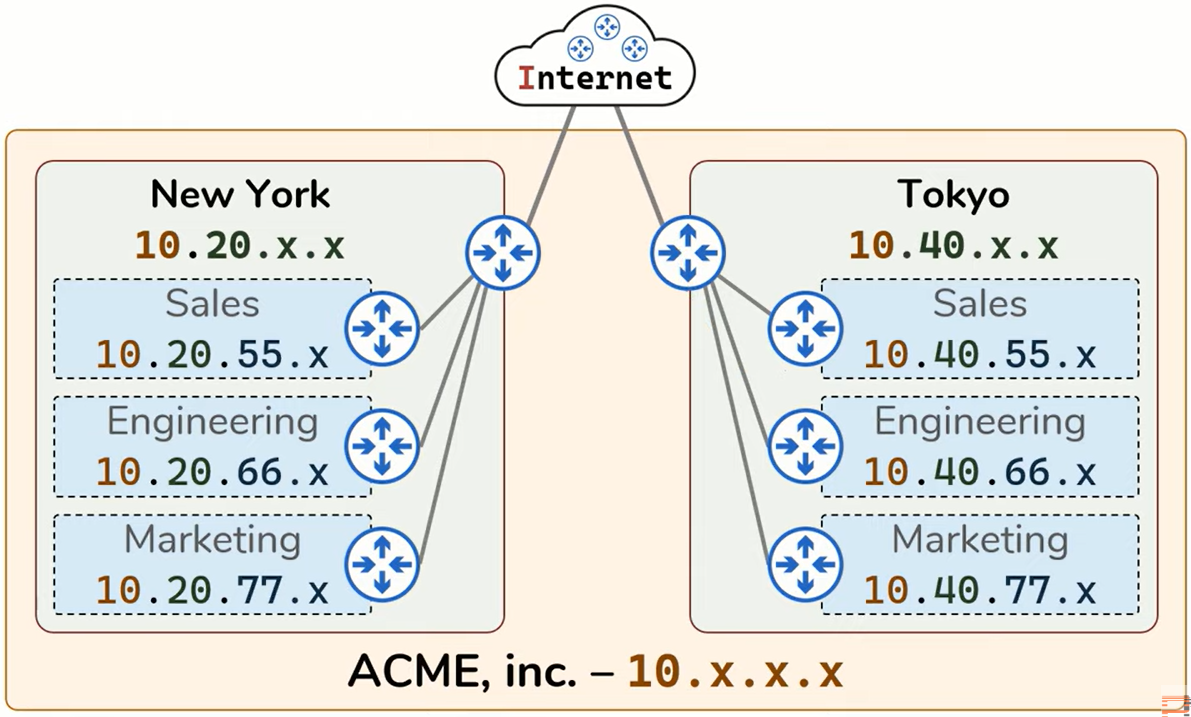 Internet
New York
10.20.x.x
Sales
10.20.55.x
Engineering
10.20.66.x
Marketing
10.20.77.x
Tokyo
10.40.x.x
Sales
10.40.55.x
Engineering
10.40.66.x
Marketing
10.40.77.x
ACME, inc. – 10.x.x.x